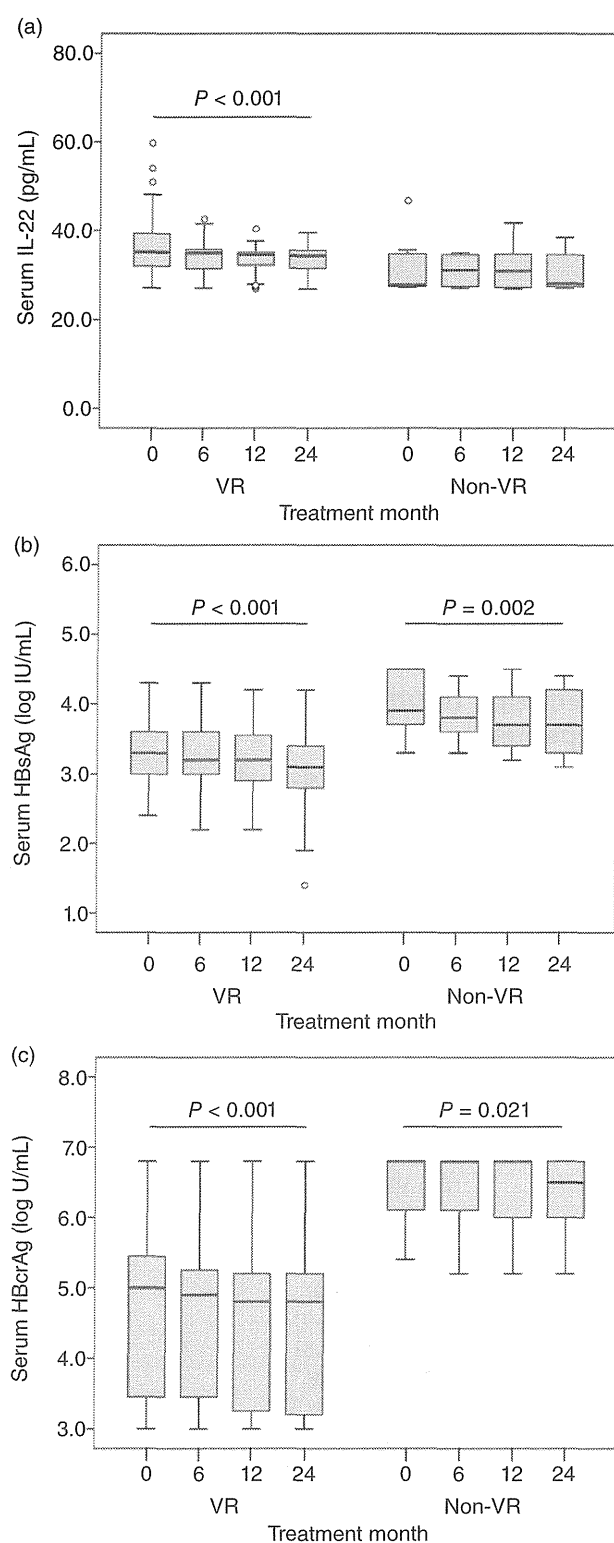 (a)
80.0
60.0
40.0
20.0
0.0
Serum IL-22 (pg/mL)
P < 0.001
0 6 12 24 0 6 12 24
VR Non-VR
Treatment month
(b)
6.0
5.0
4.0
3.0
2.0
1.0
Serum HBsAg (log IU/mL)
P < 0.001 P = 0.002
0 6 12 24 0 6 12 24
VR Non-VR
Treatment month
(c)
8.0
7.0
6.0
5.0
4.0
3.0
Serum HBcrAg (log U/mL)
P < 0.001 P = 0.021
0 6 12 24 0 6 12 24
VR Non-VR
Treatment month